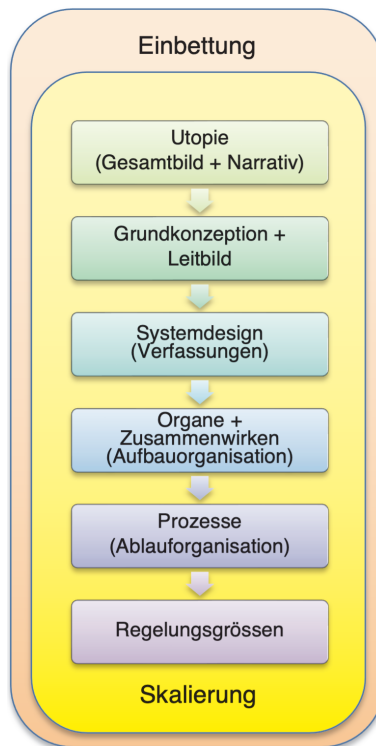 Einbettung
Utopie
(Gesamtbild + Narrativ)
Grundkonzeption +
Leitbild
Systemdesign
(Verfassungen)
Organe +
Zusammenwirken
(Aufbauorganisation)
Prozesse
(Ablauforganisation)
Regelungsgrössen
Skalierung